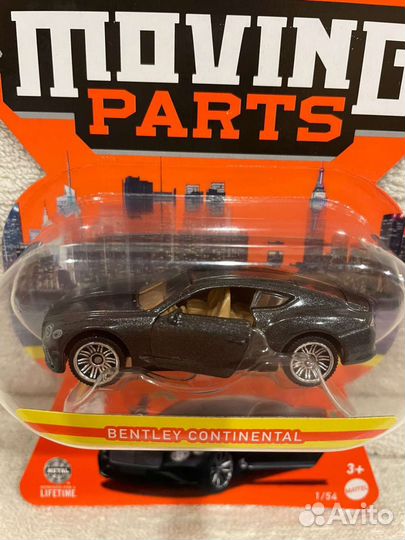 MOVING
PARTS
BENTLEY CONTINENTAL
METAL
LIFETIME
3+
1/54
MATTEL
Avito